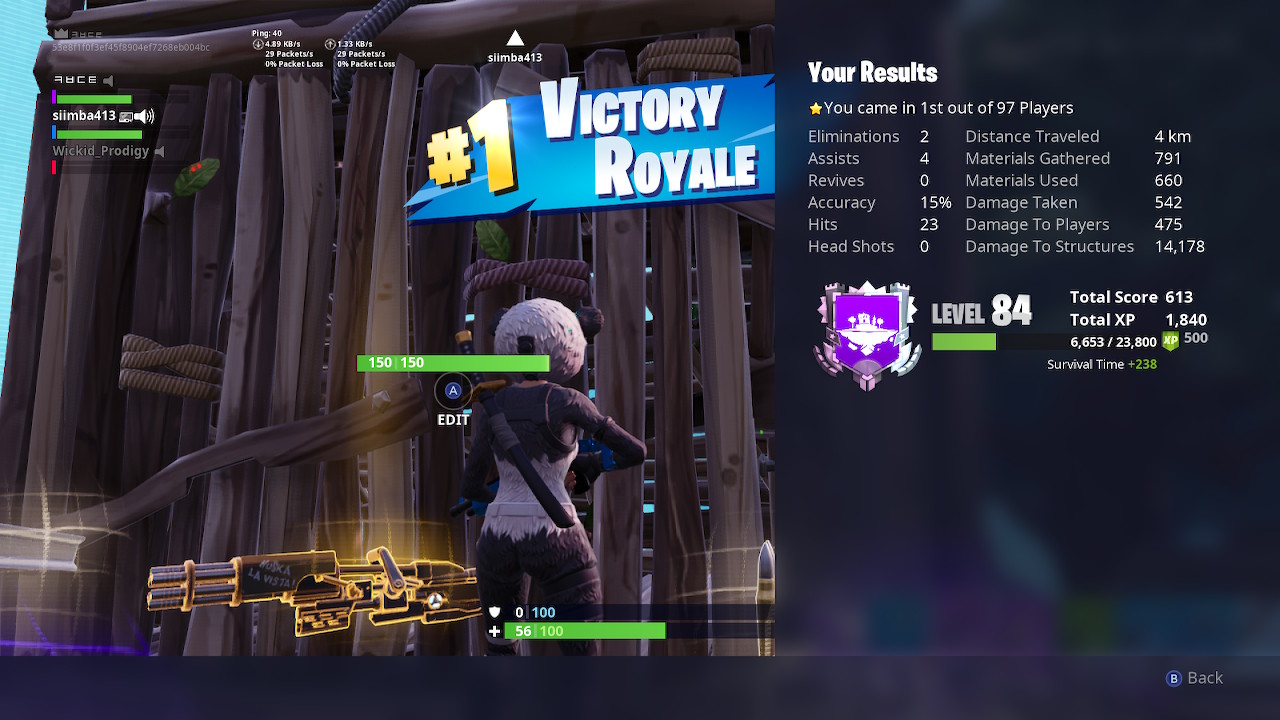 53e8f1f0f3ef45f8904ef7268eb004bc
Ping: 40
4.89 KB/s 1.33 KB/s
29 Packets/s 29 Packets/s
0% Packet Loss 0% Packet Loss
siimba413
siimba413
Wickid_Prodigy
#1 VICTORY
ROYALE
150 | 150
A
EDIT
NOSKA
LA VISTA!
0 | 100
56 | 100
Your Results
You came in 1st out of 97 Players
Eliminations 2 Distance Traveled 4 km
Assists 4 Materials Gathered 791
Revives 0 Materials Used 660
Accuracy 15% Damage Taken 542
Hits 23 Damage To Players 475
Head Shots 0 Damage To Structures 14,178
LEVEL 84
Total Score 613
Total XP 1,840
6,653 / 23,800 XP 500
Survival Time +238
B Back